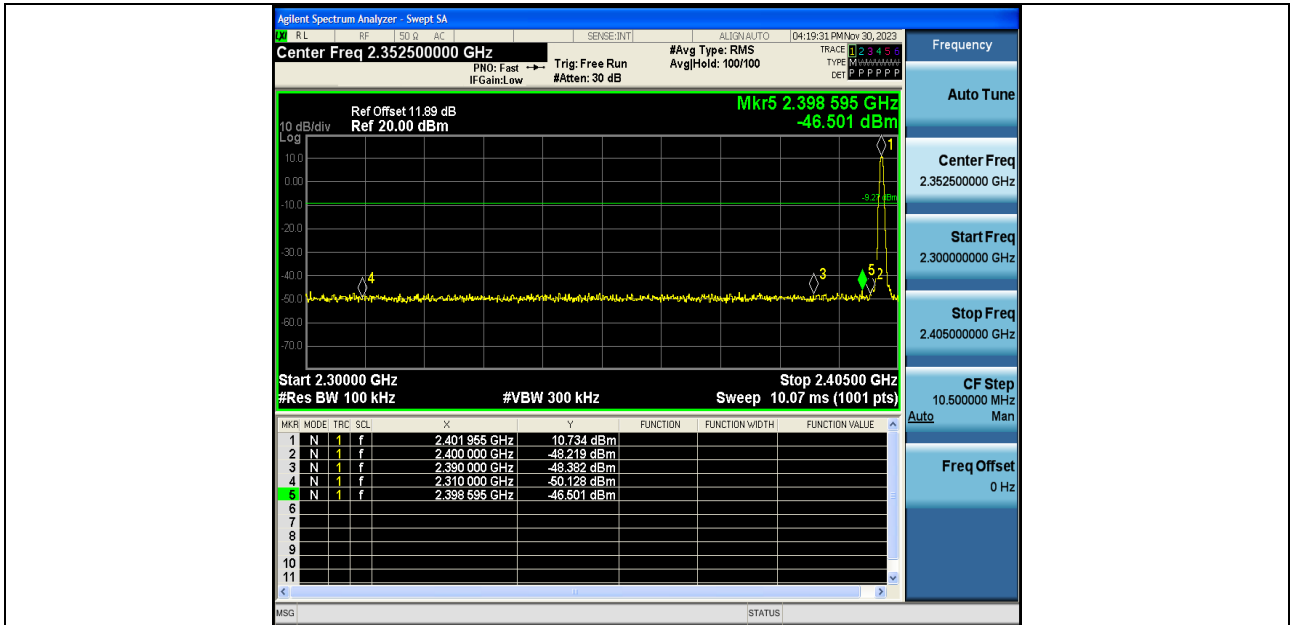 Agilent Spectrum Analyzer - Swept SA
LXI RL RF 50 Ω AC SENSE:INT ALIGN AUTO 04:19:31 PM Nov 30, 2023
Center Freq 2.352500000 GHz
PNO: Fast
IFGain:Low
Trig: Free Run
#Atten: 30 dB
#Avg Type: RMS
Avg|Hold: 100/100
TRACE 1 2 3 4 5 6
TYPE M W W W W W
DET P P P P P P
Mkr5 2.398 595 GHz
-46.501 dBm
Ref Offset 11.89 dB
10 dB/div Ref 20.00 dBm
Log
10.0
0.00
-10.0
-20.0
-30.0
-40.0
-50.0
-60.0
-70.0
1
-9.27 dBm
4
3
5
2
Start 2.30000 GHz Stop 2.40500 GHz
#Res BW 100 kHz #VBW 300 kHz Sweep 10.07 ms (1001 pts)
MKR MODE TRC SCL X Y FUNCTION FUNCTION WIDTH FUNCTION VALUE
1 N 1 f 2.401 955 GHz 10.734 dBm
2 N 1 f 2.400 000 GHz -48.219 dBm
3 N 1 f 2.390 000 GHz -48.382 dBm
4 N 1 f 2.310 000 GHz -50.128 dBm
5 N 1 f 2.398 595 GHz -46.501 dBm
6
7
8
9
10
11
MSG STATUS
Frequency
Auto Tune
Center Freq
2.352500000 GHz
Start Freq
2.300000000 GHz
Stop Freq
2.405000000 GHz
CF Step
10.500000 MHz
Auto Man
Freq Offset
0 Hz